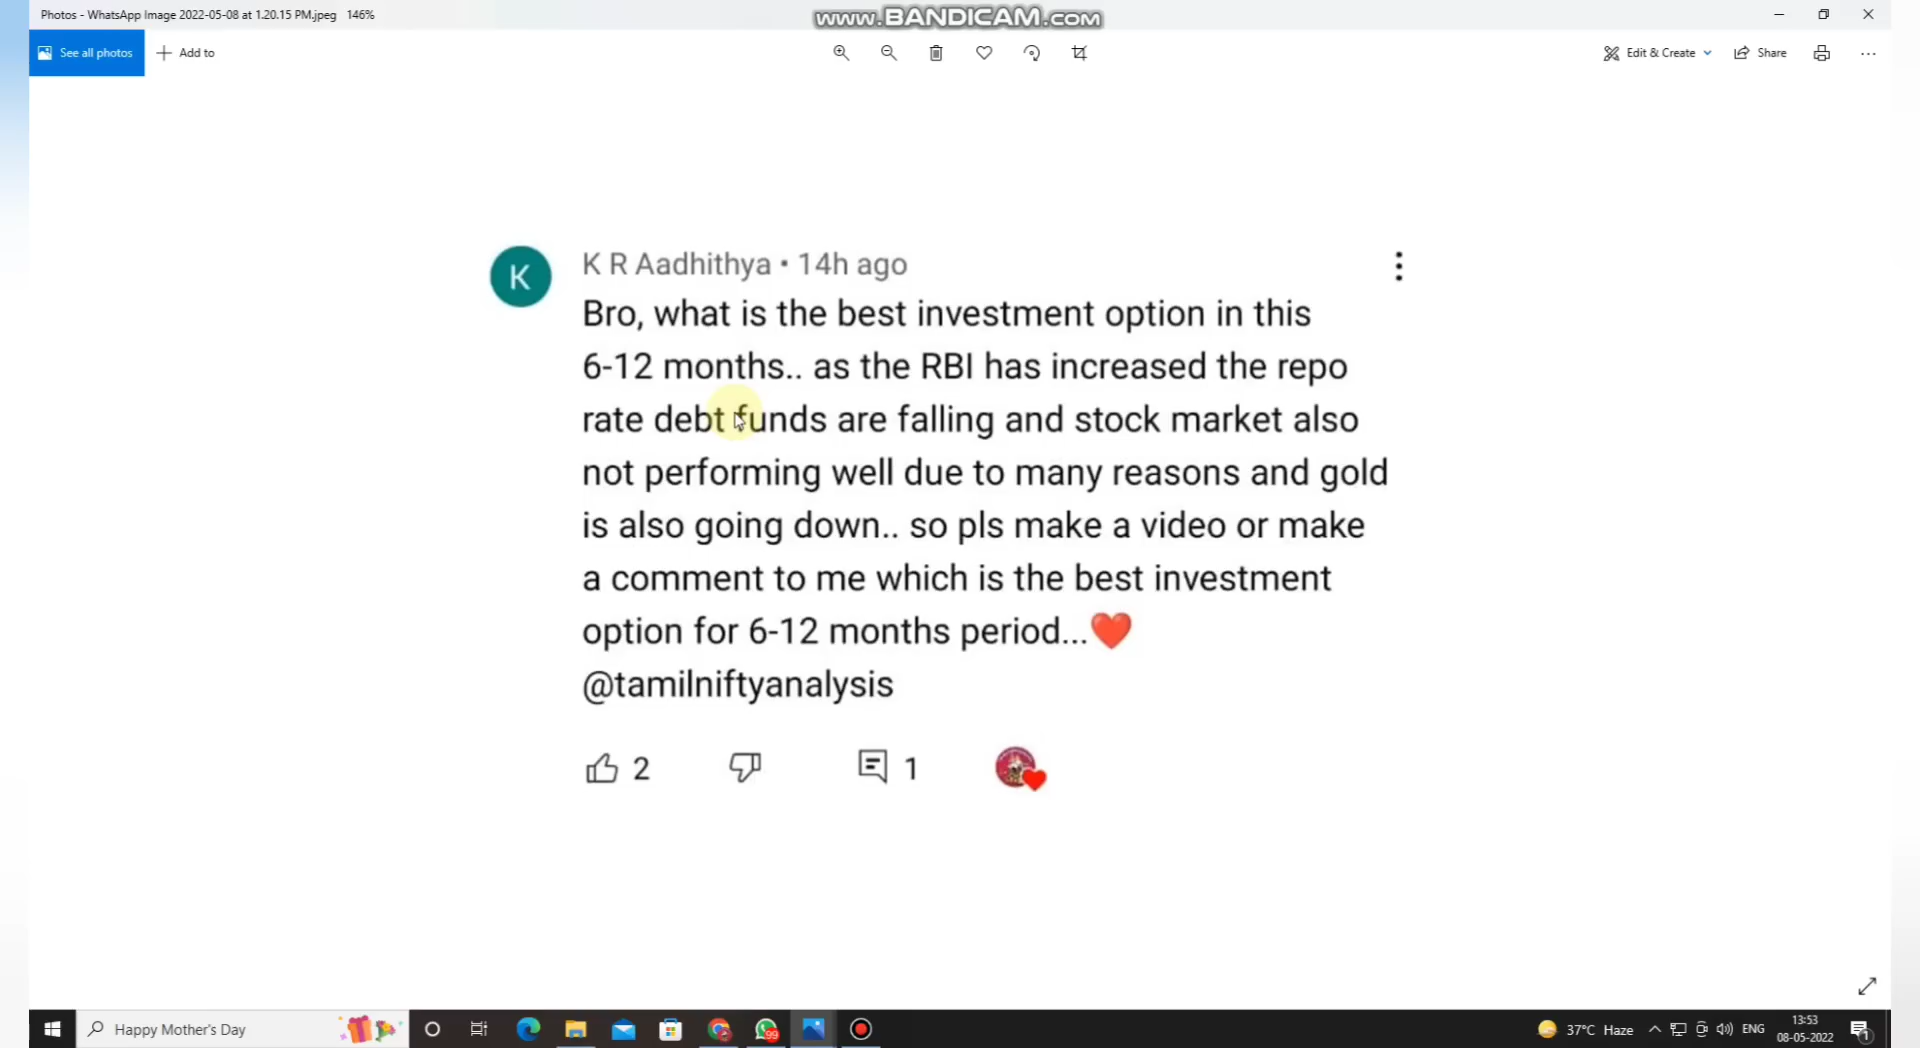 Photos - WhatsApp Image 2022-05-08 at 1.20.15 PM.jpeg 146%
www.BANDICAM.com
See all photos
Add to
Edit & Create
Share
K
K R Aadhithya • 14h ago
Bro, what is the best investment option in this
6-12 months.. as the RBI has increased the repo
rate debt funds are falling and stock market also
not performing well due to many reasons and gold
is also going down.. so pls make a video or make
a comment to me which is the best investment
option for 6-12 months period...❤️
@tamilniftyanalysis
2
1
Happy Mother's Day
99
37°C Haze
ENG
13:53
08-05-2022
1